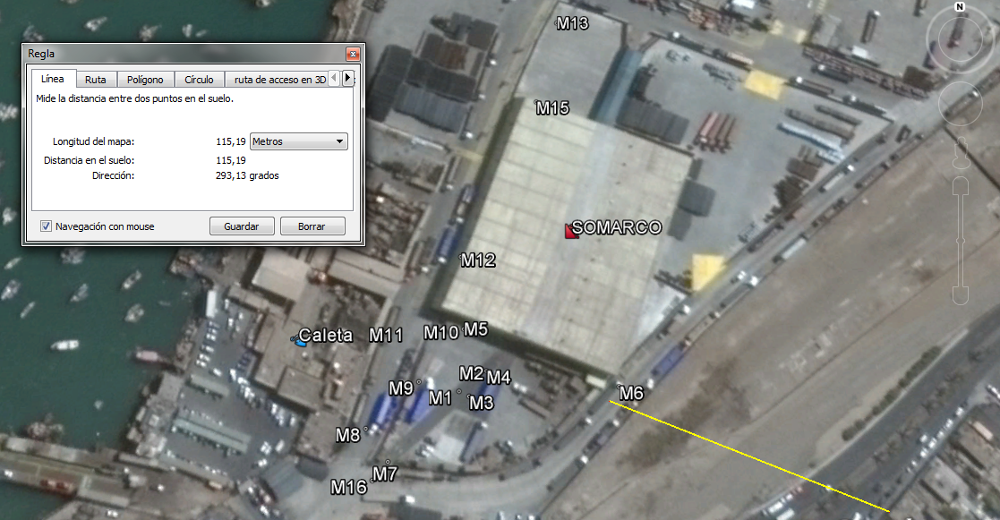 N
M13
Regla
Línea Ruta Polígono Círculo ruta de acceso en 3D
Mide la distancia entre dos puntos en el suelo.
M15
Longitud del mapa: 115,19 Metros
Distancia en el suelo: 115,19
Dirección: 293,13 grados
Navegación con mouse Guardar Borrar
SOMARCO
M12
Caleta M11 M10 M5
M2 M4
M9 M1 M3 M6
M8
M7
M16